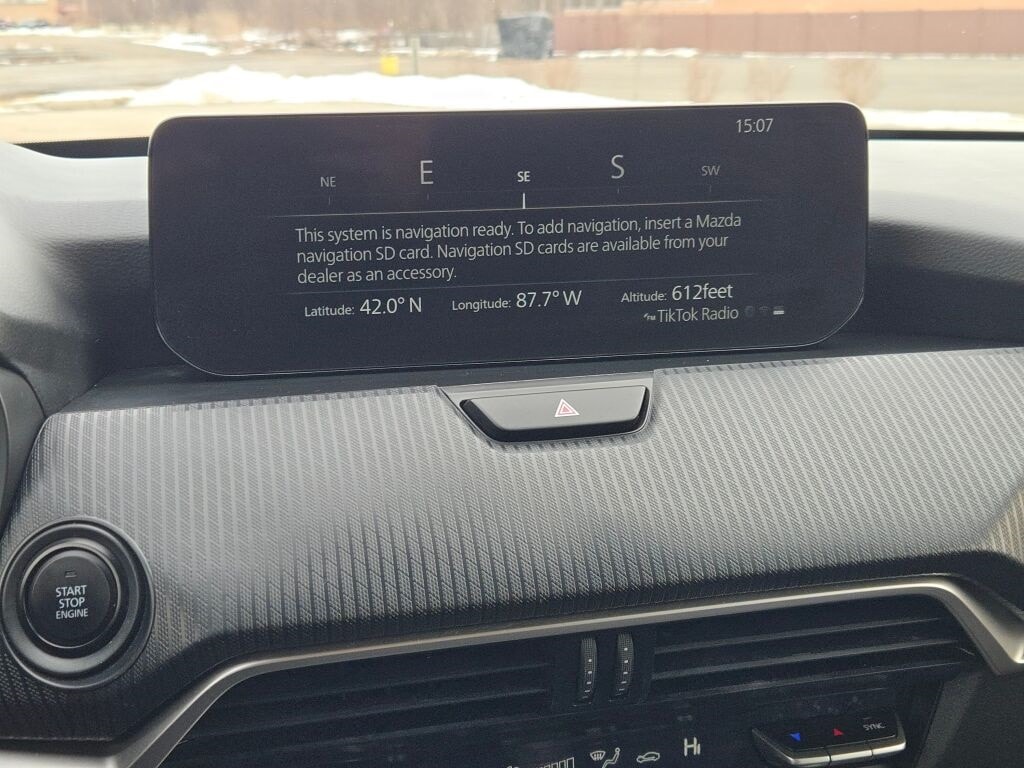 15:07
NE E SE S SW
This system is navigation ready. To add navigation, insert a Mazda
navigation SD card. Navigation SD cards are available from your
dealer as an accessory.
Latitude: 42.0° N Longitude: 87.7° W Altitude: 612feet
FM TikTok Radio
START
STOP
ENGINE
HI
SYNC